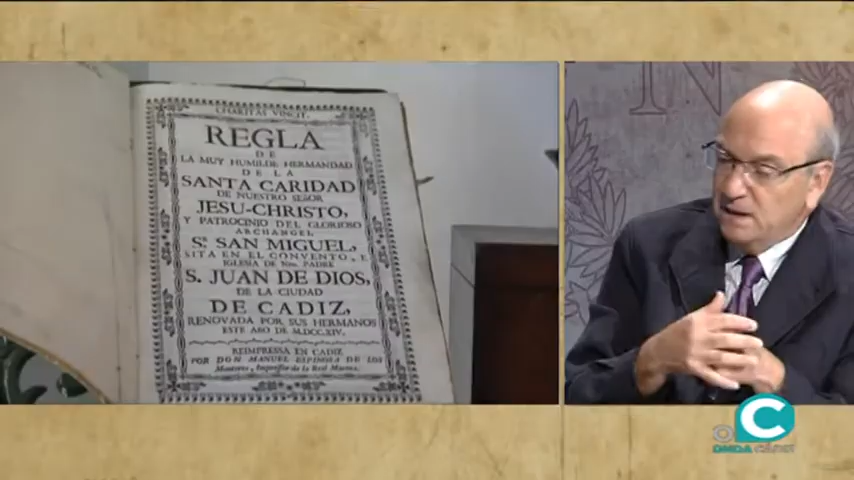 CHARITAS VINCIT.
REGLA
DE
LA MUY HUMILDE HERMANDAD
DE LA
SANTA CARIDAD
DE NUESTRO SEÑOR
JESU-CHRISTO,
Y PATROCINIO DEL GLORIOSO
ARCHANGEL
Sr. SAN MIGUEL,
SITA EN EL CONVENTO, E
IGLESIA DE Nro. PADRE
S. JUAN DE DIOS,
DE LA CIUDAD
DE CADIZ,
RENOVADA POR SUS HERMANOS
ESTE AÑO DE M.DCC.XIV.
REIMPRESSA EN CADIZ
POR DON MANUEL ESPINOSA DE LOS
Monteros, Impressor de la Real Marina.
N
C
ONDA CÁDIZ